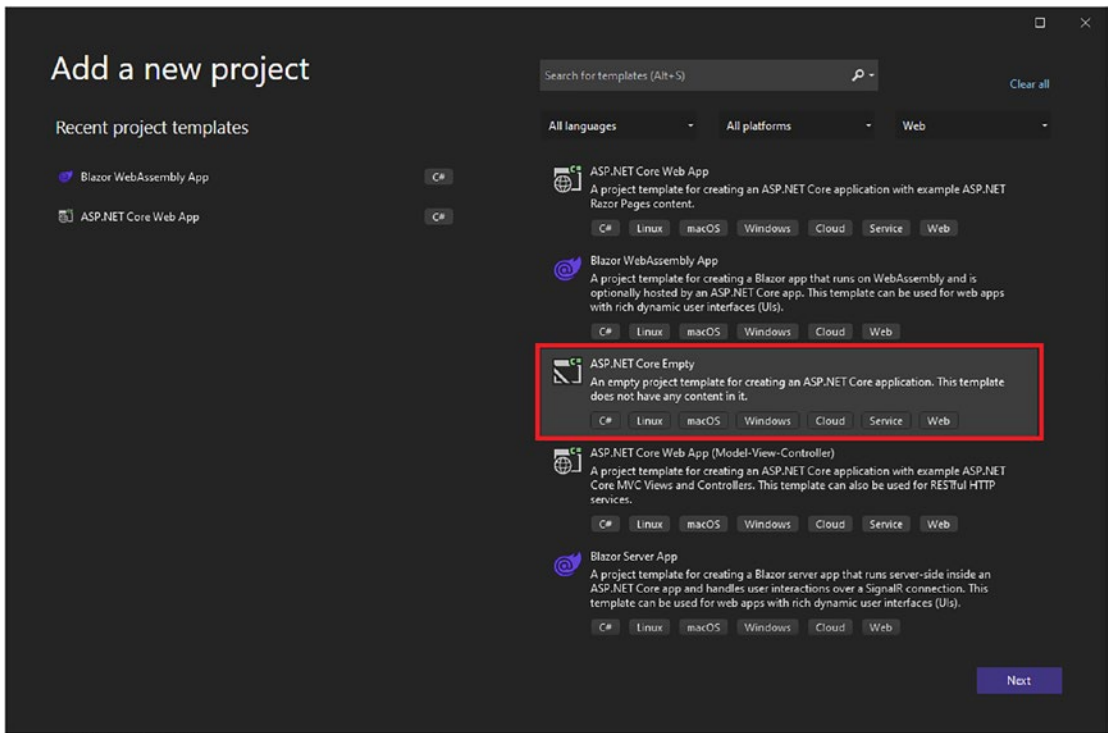 Add a new project
Recent project templates
Blazor WebAssembly App C#
ASP.NET Core Web App C#
Search for templates (Alt+S)
Clear all
All languages All platforms Web
ASP.NET Core Web App
A project template for creating an ASP.NET Core application with example ASP.NET
Razor Pages content.
C# Linux macOS Windows Cloud Service Web
Blazor WebAssembly App
A project template for creating a Blazor app that runs on WebAssembly and is
optionally hosted by an ASP.NET Core app. This template can be used for web apps
with rich dynamic user interfaces (UIs).
C# Linux macOS Windows Cloud Web
ASP.NET Core Empty
An empty project template for creating an ASP.NET Core application. This template
does not have any content in it.
C# Linux macOS Windows Cloud Service Web
ASP.NET Core Web App (Model-View-Controller)
A project template for creating an ASP.NET Core application with example ASP.NET
Core MVC Views and Controllers. This template can also be used for RESTful HTTP
services.
C# Linux macOS Windows Cloud Service Web
Blazor Server App
A project template for creating a Blazor server app that runs server-side inside an
ASP.NET Core app and handles user interactions over a SignalR connection. This
template can be used for web apps with rich dynamic user interfaces (UIs).
C# Linux macOS Windows Cloud Web
Next